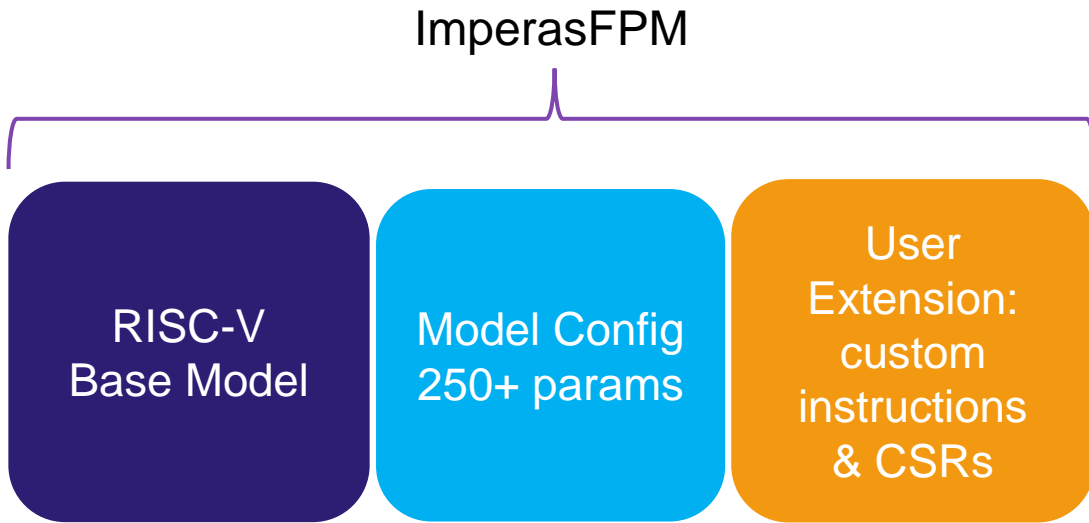 ImperasFPM
RISC-V
Base Model
Model Config
250+ params
User
Extension:
custom
instructions
& CSRs